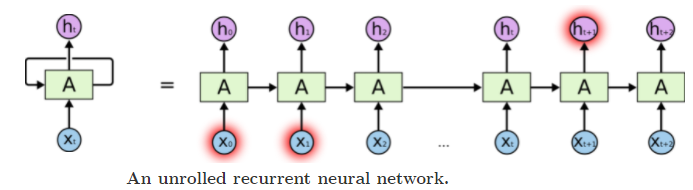 hₜ = h₀ h₁ h₂ hₜ hₜ₊₁ hₜ₊₂
A A A A A A A
xₜ x₀ x₁ x₂ ... xₜ xₜ₊₁ xₜ₊₂
An unrolled recurrent neural network.